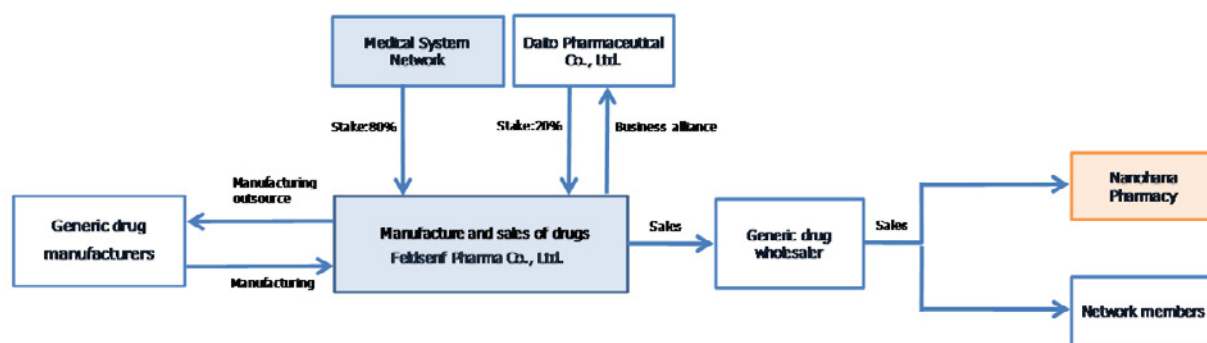 Medical System
Network
Daito Pharmaceutical
Co., Ltd.
Stake:80%
Stake:20%
Business alliance
Manufacturing
outsource
Generic drug
manufacturers
Manufacturing
Manufacture and sales of drugs
Feldsenf Pharma Co., Ltd.
Sales
Generic drug
wholesaler
Sales
Nanohana
Pharmacy
Network members